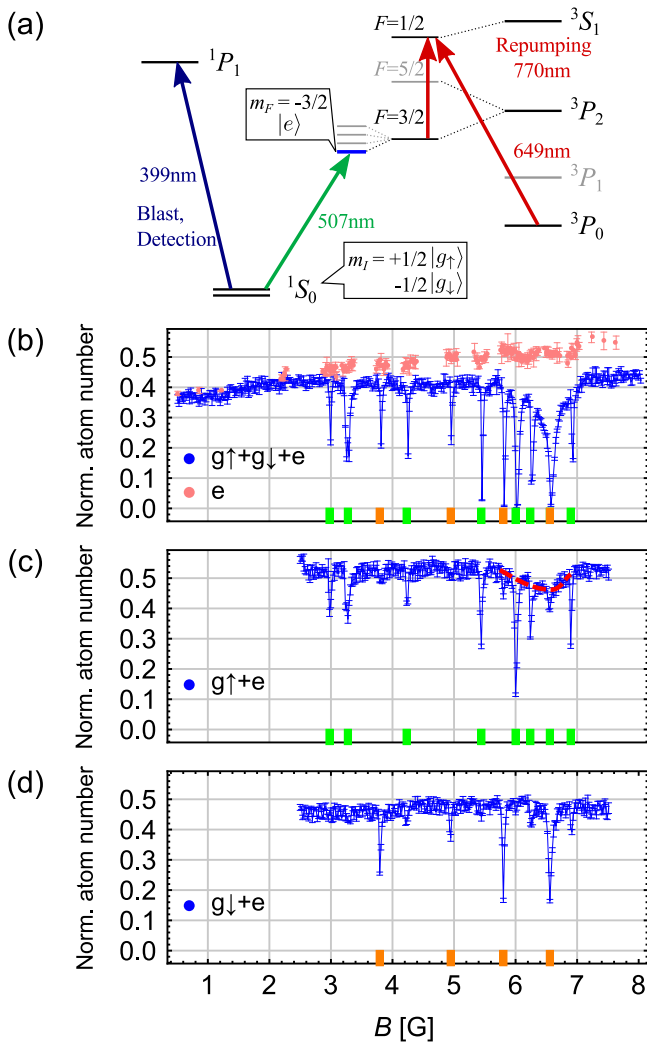 (a)
F=1/2
³S₁
Repumping
770nm
¹P₁
F=5/2
m_F = -3/2
|e⟩
F=3/2
³P₂
399nm
649nm
³P₁
Blast,
Detection
507nm
³P₀
¹S₀
m_I = +1/2 |g↑⟩
-1/2 |g↓⟩
(b)
Norm. atom number
0.5
0.4
0.3
0.2
0.1
0.0
g↑+g↓+e
e
(c)
Norm. atom number
0.5
0.4
0.3
0.2
0.1
0.0
g↑+e
(d)
Norm. atom number
0.5
0.4
0.3
0.2
0.1
0.0
g↓+e
1 2 3 4 5 6 7 8
B [G]